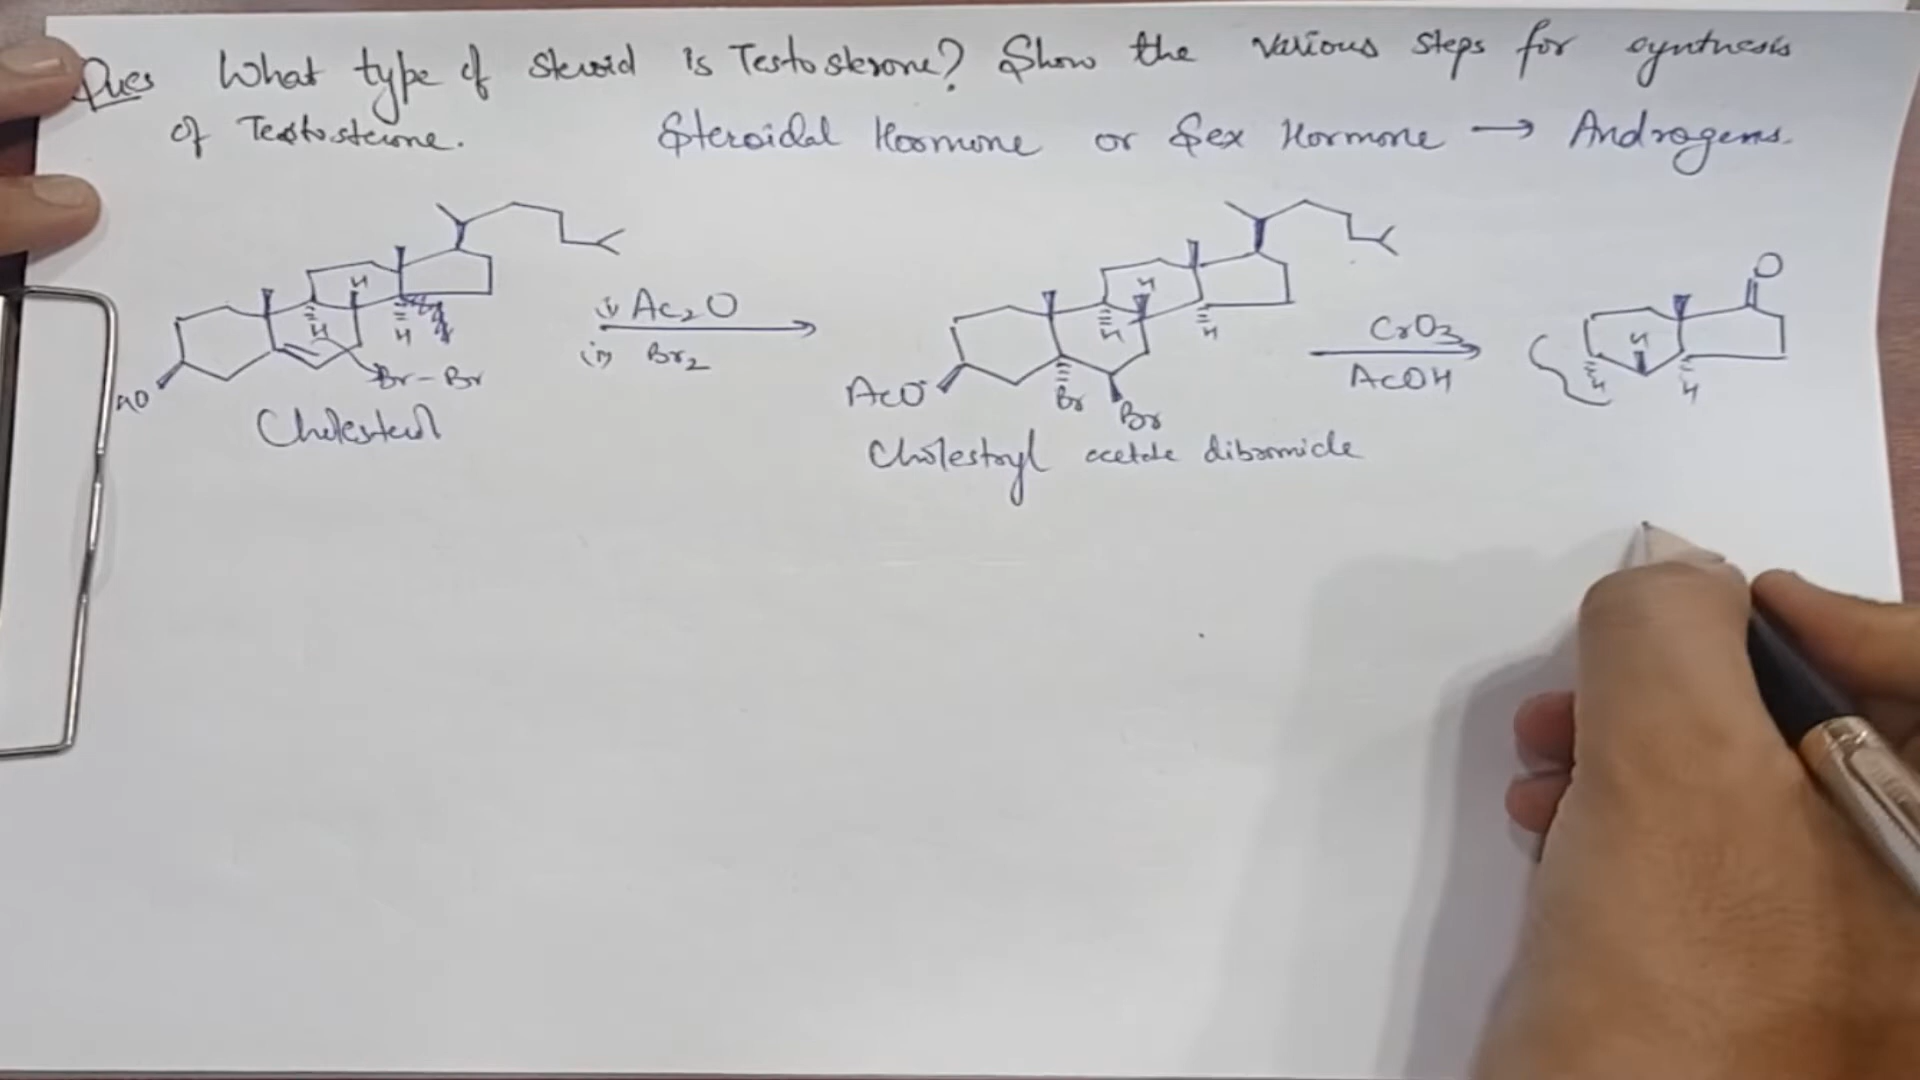 Ques What type of steroid is Testosterone? Show the various steps for synthesis
of Testosterone. Steroidal Hormone or Sex Hormone → Androgens.
H H H
HO
Br-Br
Cholesterol
(i) Ac2O
(ii) Br2
H H H
AcO
Br
Br
Cholestryl acetate dibromide
CrO3
AcOH
O
H H H